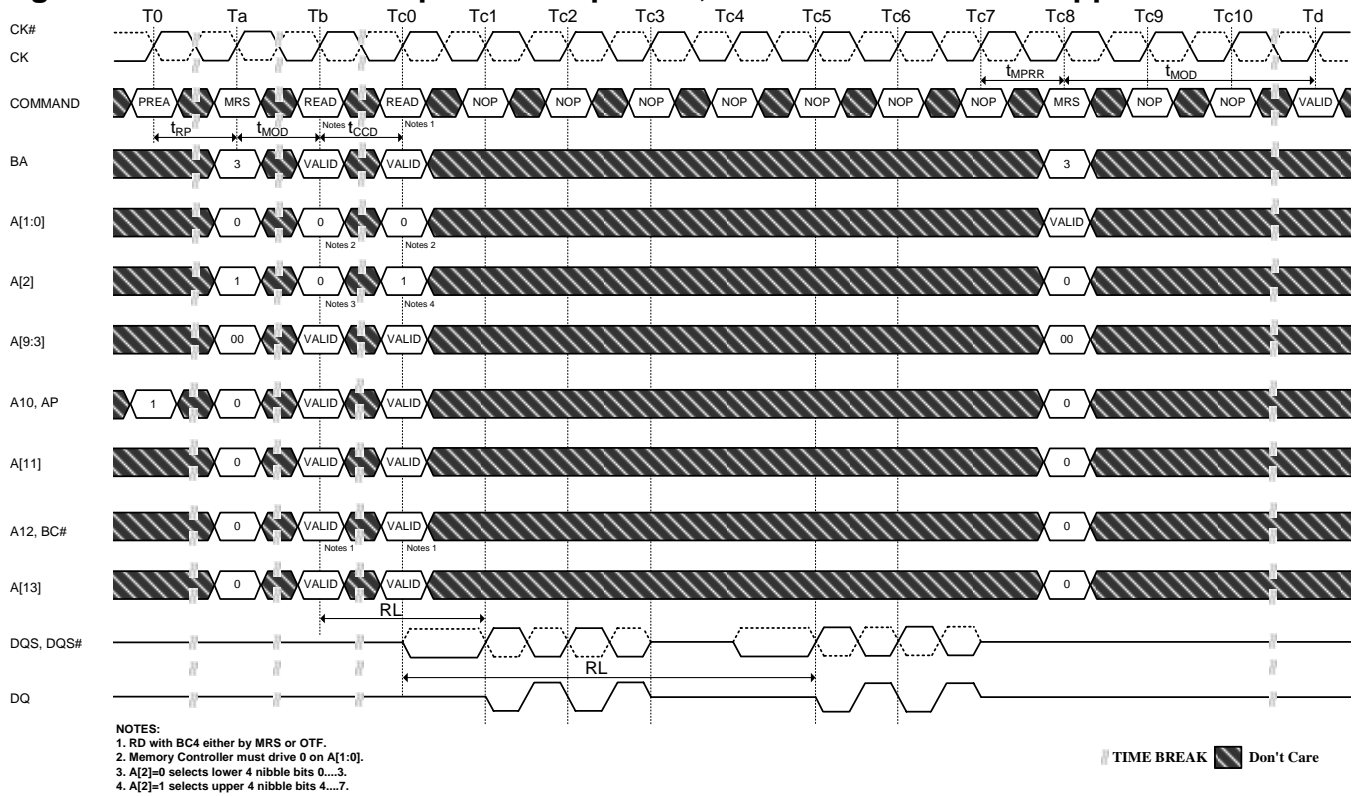 T0 Ta Tb Tc0 Tc1 Tc2 Tc3 Tc4 Tc5 Tc6 Tc7 Tc8 Tc9 Tc10 Td
CK#
CK
tMPRR tMOD
COMMAND PREA MRS READ READ NOP NOP NOP NOP NOP NOP NOP MRS NOP NOP VALID
Notes 1 Notes 1
tRP tMOD tCCD
BA 3 VALID VALID 3
A[1:0] 0 0 0 VALID
Notes 2 Notes 2
A[2] 1 0 1 0
Notes 3 Notes 4
A[9:3] 00 VALID VALID 00
A10, AP 1 0 VALID VALID 0
A[11] 0 VALID VALID 0
A12, BC# 0 VALID VALID 0
Notes 1 Notes 1
A[13] 0 VALID VALID 0
RL
DQS, DQS#
RL
DQ
NOTES:
1. RD with BC4 either by MRS or OTF.
2. Memory Controller must drive 0 on A[1:0].
3. A[2]=0 selects lower 4 nibble bits 0....3.
4. A[2]=1 selects upper 4 nibble bits 4....7.
TIME BREAK Don't Care